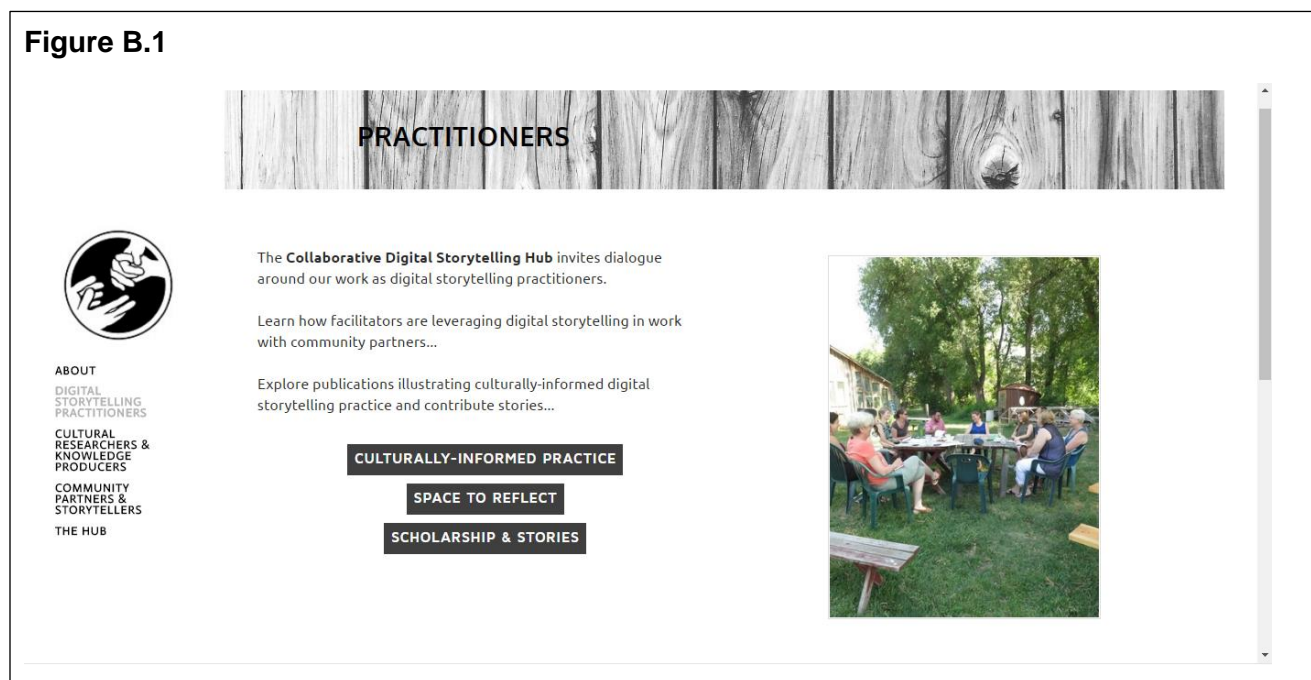 Figure B.1
PRACTITIONERS
ABOUT
DIGITAL
STORYTELLING
PRACTITIONERS
CULTURAL
RESEARCHERS &
KNOWLEDGE
PRODUCERS
COMMUNITY
PARTNERS &
STORYTELLERS
THE HUB
The Collaborative Digital Storytelling Hub invites dialogue
around our work as digital storytelling practitioners.
Learn how facilitators are leveraging digital storytelling in work
with community partners...
Explore publications illustrating culturally-informed digital
storytelling practice and contribute stories...
CULTURALLY-INFORMED PRACTICE
SPACE TO REFLECT
SCHOLARSHIP & STORIES